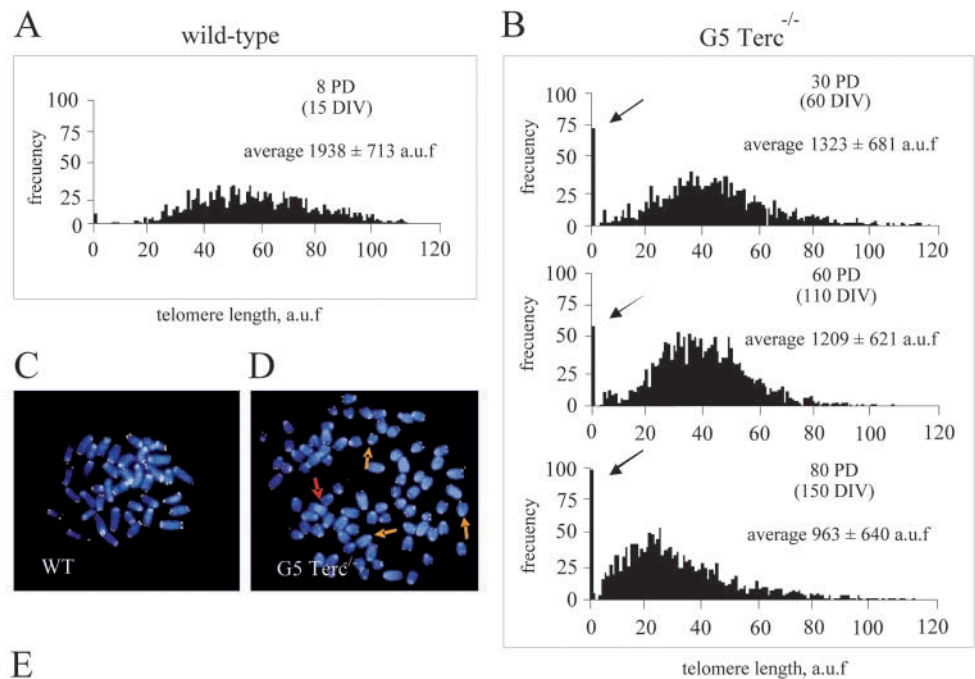 A
wild-type
8 PD
(15 DIV)
average 1938 ± 713 a.u.f
frecuency
100
75
50
25
0
0 20 40 60 80 100 120
telomere length, a.u.f
B
G5 Terc-/-
30 PD
(60 DIV)
average 1323 ± 681 a.u.f
frecuency
100
75
50
25
0
0 20 40 60 80 100 120
60 PD
(110 DIV)
average 1209 ± 621 a.u.f
frecuency
100
75
50
25
0
0 20 40 60 80 100 120
80 PD
(150 DIV)
average 963 ± 640 a.u.f
frecuency
100
75
50
25
0
0 20 40 60 80 100 120
telomere length, a.u.f
C
WT
D
G5 Terc-/-
E